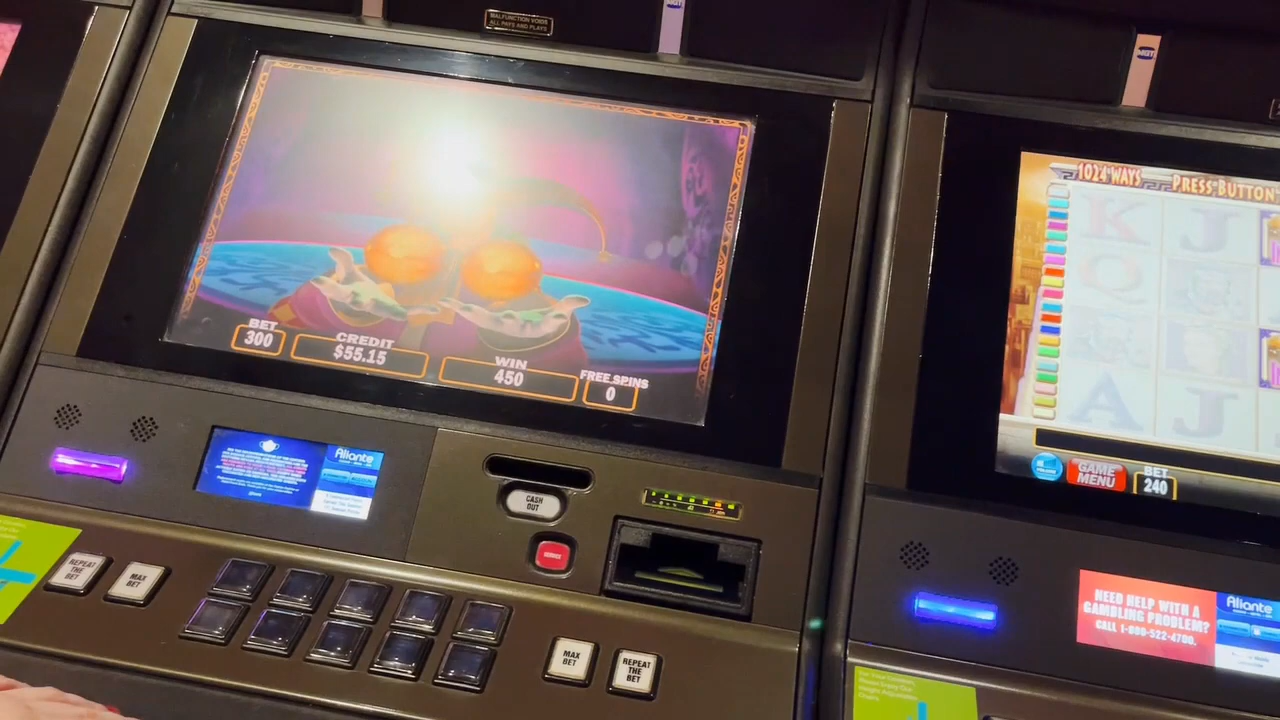 MALFUNCTION VOIDS
ALL PAYS AND PLAYS
IGT
IGT
1024 WAYS
PRESS BUTTON
K
J
Q
A
J
BET
300
CREDIT
$55.15
WIN
450
FREE SPINS
0
GAME
MENU
BET
240
Aliante
CASH
OUT
REPEAT
THE
BET
MAX
BET
MAX
BET
REPEAT
THE
BET
NEED HELP WITH A
GAMBLING PROBLEM?
CALL 1-800-522-4700.
Aliante